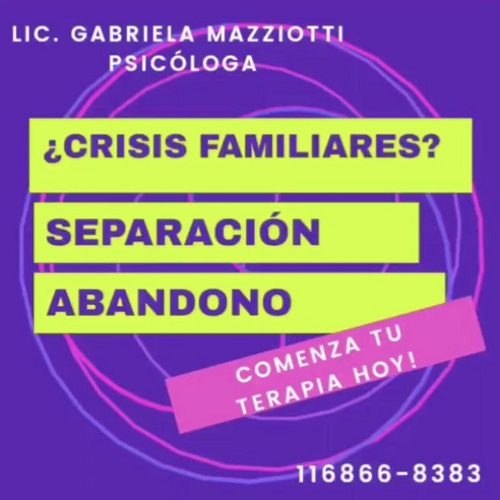 LIC. GABRIELA MAZZIOTTI
PSICÓLOGA
¿CRISIS FAMILIARES?
SEPARACIÓN
ABANDONO
COMENZA TU
TERAPIA HOY!
116866-8383